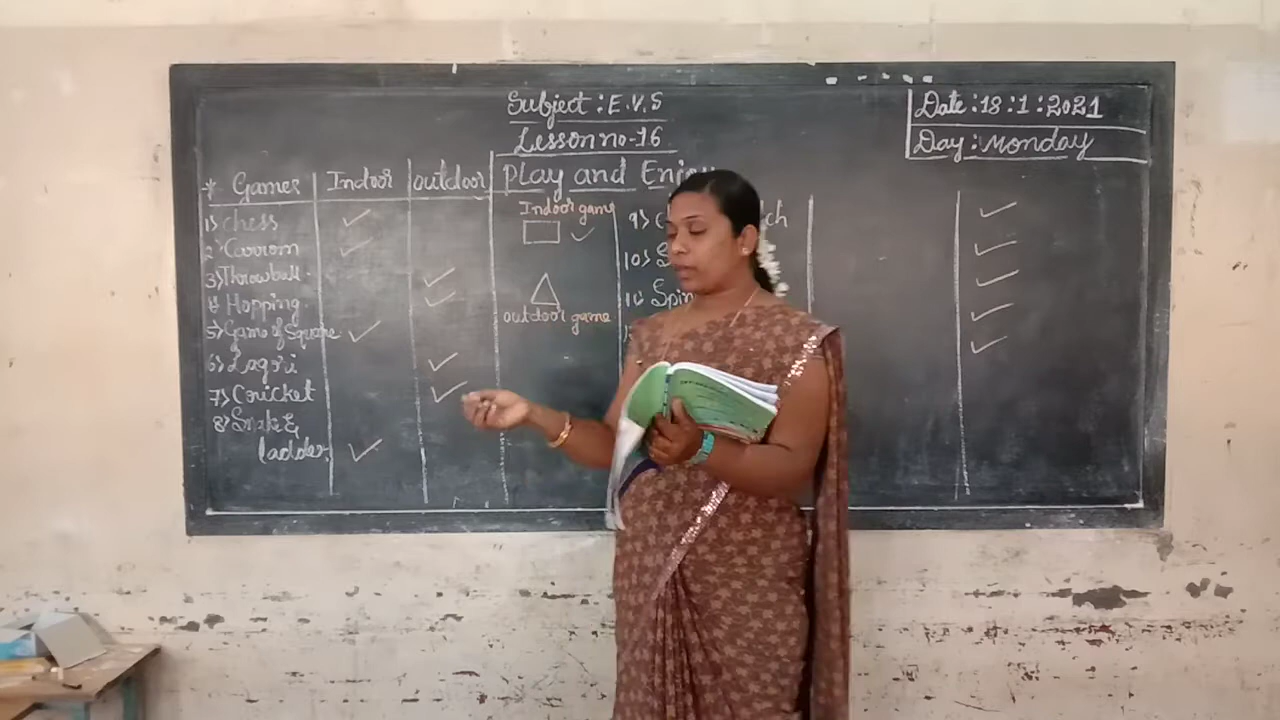 Subject : E.V.S
Lesson no-16
Date : 18 : 1 : 2021
Day : Monday
Play and Enjoy
* Games Indoor outdoor
1) chess
2) Carrom
3) Throwball
4) Hopping
5) Game of Square
6) Lagori
7) Cricket
8) Snake &
ladder
Indoor game
outdoor game
9)
10)
11) Spin